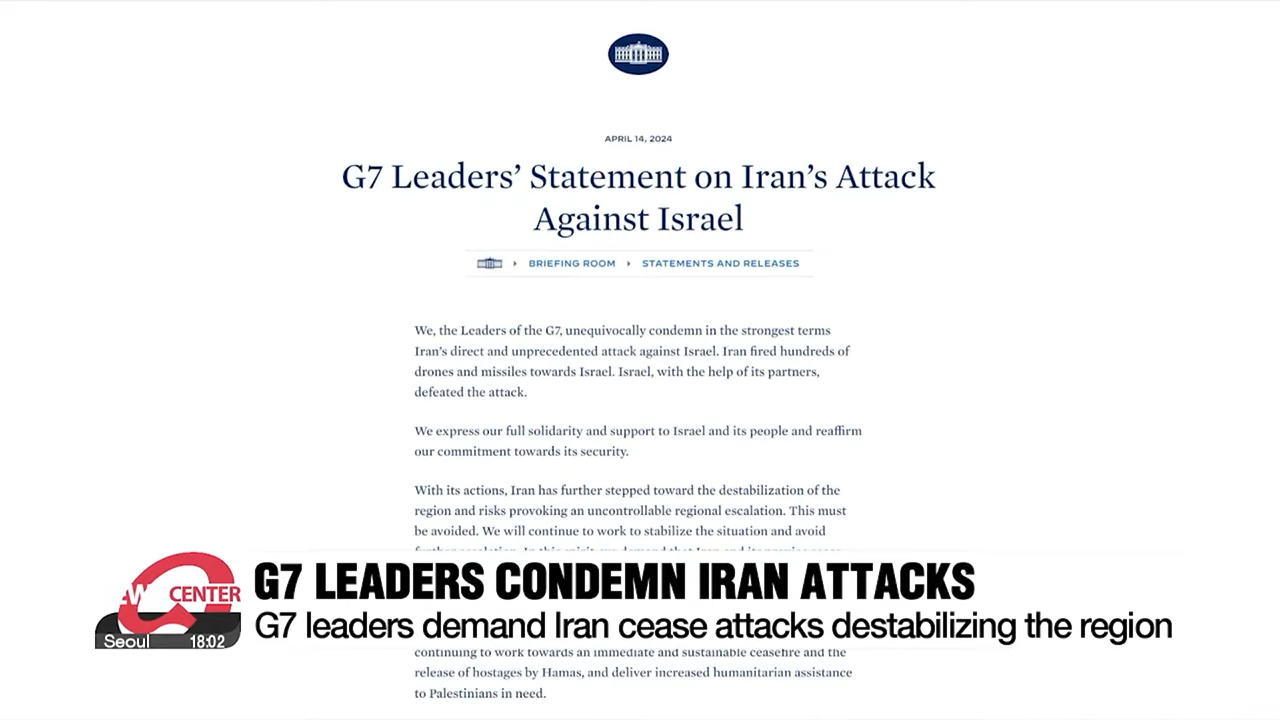 APRIL 14, 2024
G7 Leaders’ Statement on Iran’s Attack
Against Israel
BRIEFING ROOM
STATEMENTS AND RELEASES
We, the Leaders of the G7, unequivocally condemn in the strongest terms
Iran’s direct and unprecedented attack against Israel. Iran fired hundreds of
drones and missiles towards Israel. Israel, with the help of its partners,
defeated the attack.
We express our full solidarity and support to Israel and its people and reaffirm
our commitment towards its security.
With its actions, Iran has further stepped toward the destabilization of the
region and risks provoking an uncontrollable regional escalation. This must
be avoided. We will continue to work to stabilize the situation and avoid
CENTER
G7 LEADERS CONDEMN IRAN ATTACKS
G7 leaders demand Iran cease attacks destabilizing the region
Seoul 18:02
continuing to work towards an immediate and sustainable ceasefire and the
release of hostages by Hamas, and deliver increased humanitarian assistance
to Palestinians in need.